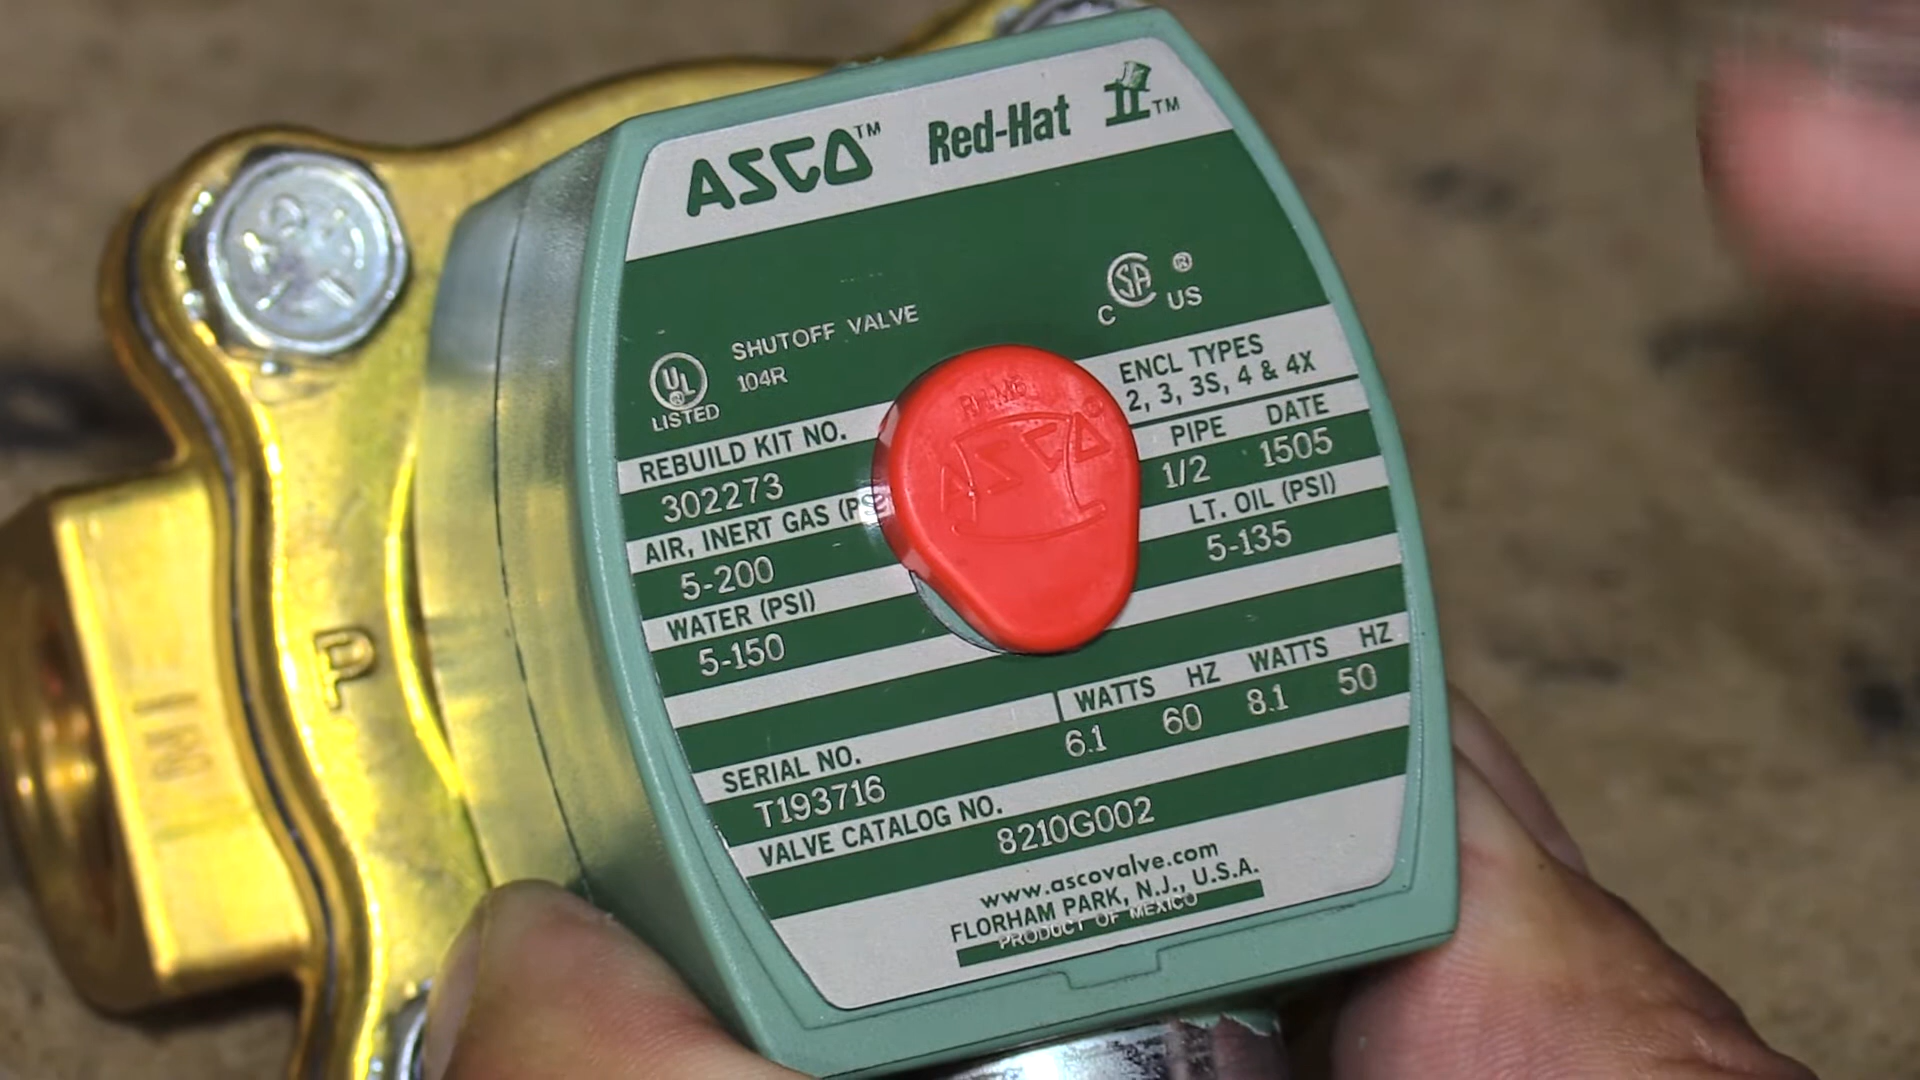 ASCO™ Red-Hat II™
SHUTOFF VALVE
104R
UL® LISTED
C SA® US
ENCL TYPES
2, 3, 3S, 4 & 4X
REBUILD KIT NO.
302273
PIPE DATE
1/2 1505
AIR, INERT GAS (PS
5-200
LT. OIL (PSI)
5-135
WATER (PSI)
5-150
WATTS HZ WATTS HZ
6.1 60 8.1 50
SERIAL NO.
T193716
VALVE CATALOG NO.
8210G002
www.ascovalve.com
FLORHAM PARK, N.J., U.S.A.
PRODUCT OF MEXICO
ASCO
P